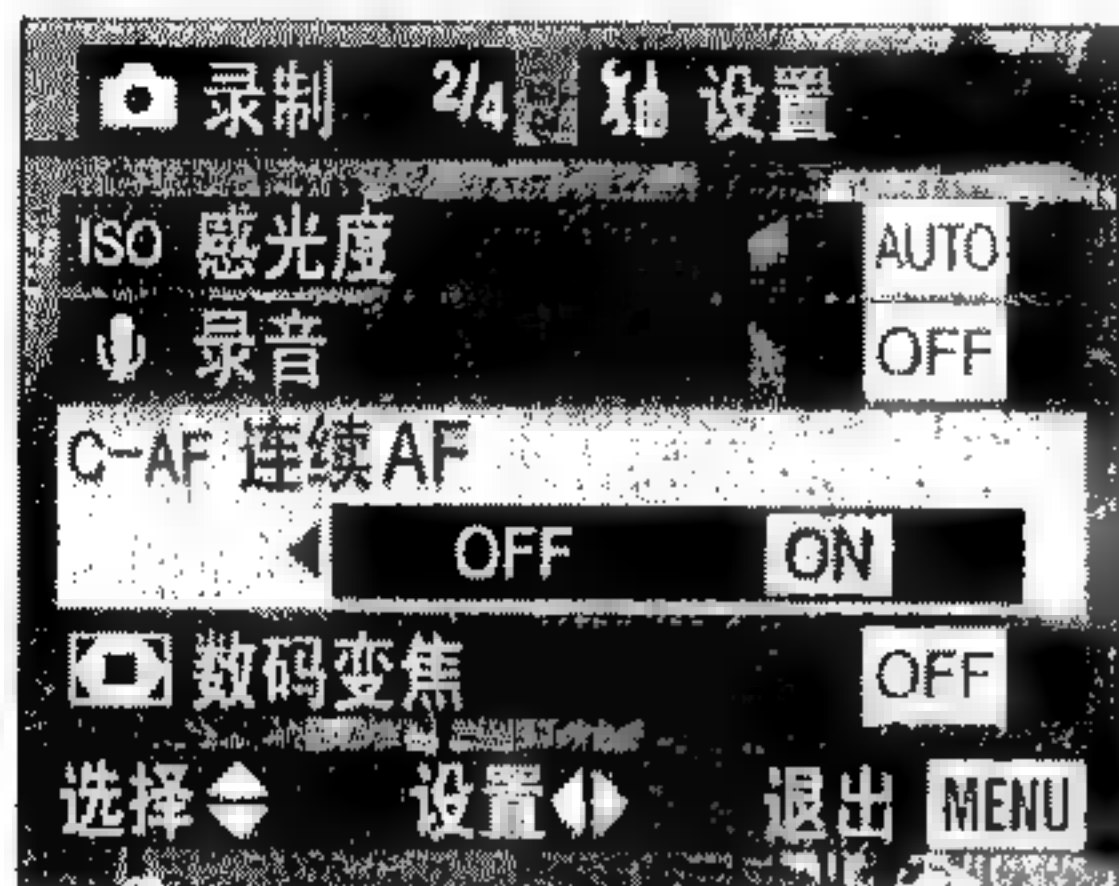 录制 2/4 设置
ISO 感光度 AUTO
录音 OFF
C-AF 连续AF
OFF ON
数码变焦 OFF
选择 设置 退出 MENU